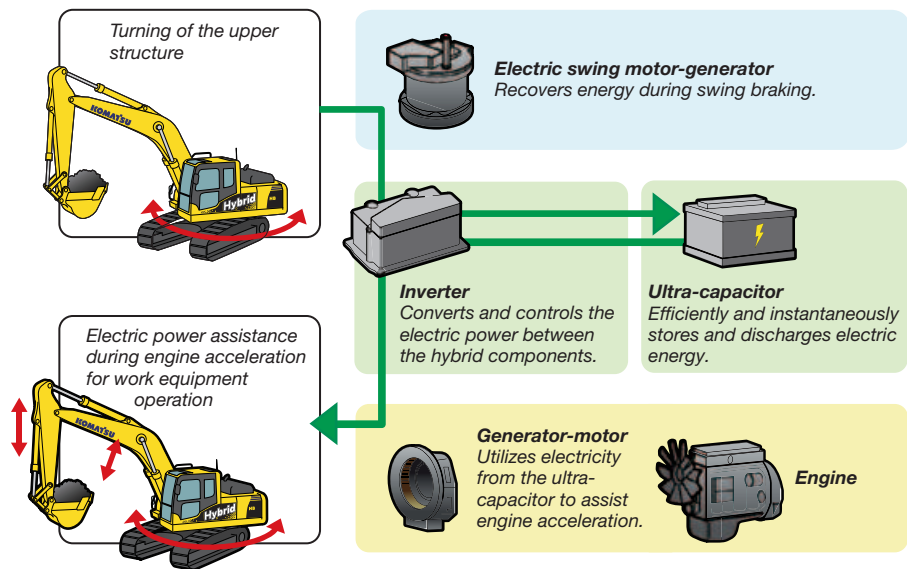 Turning of the upper
structure
KOMATSU
Hybrid
Electric swing motor-generator
Recovers energy during swing braking.
Inverter
Converts and controls the
electric power between
the hybrid components.
Ultra-capacitor
Efficiently and instantaneously
stores and discharges electric
energy.
Electric power assistance
during engine acceleration
for work equipment
operation
KOMATSU
Hybrid
Generator-motor
Utilizes electricity
from the ultra-
capacitor to assist
engine acceleration.
Engine